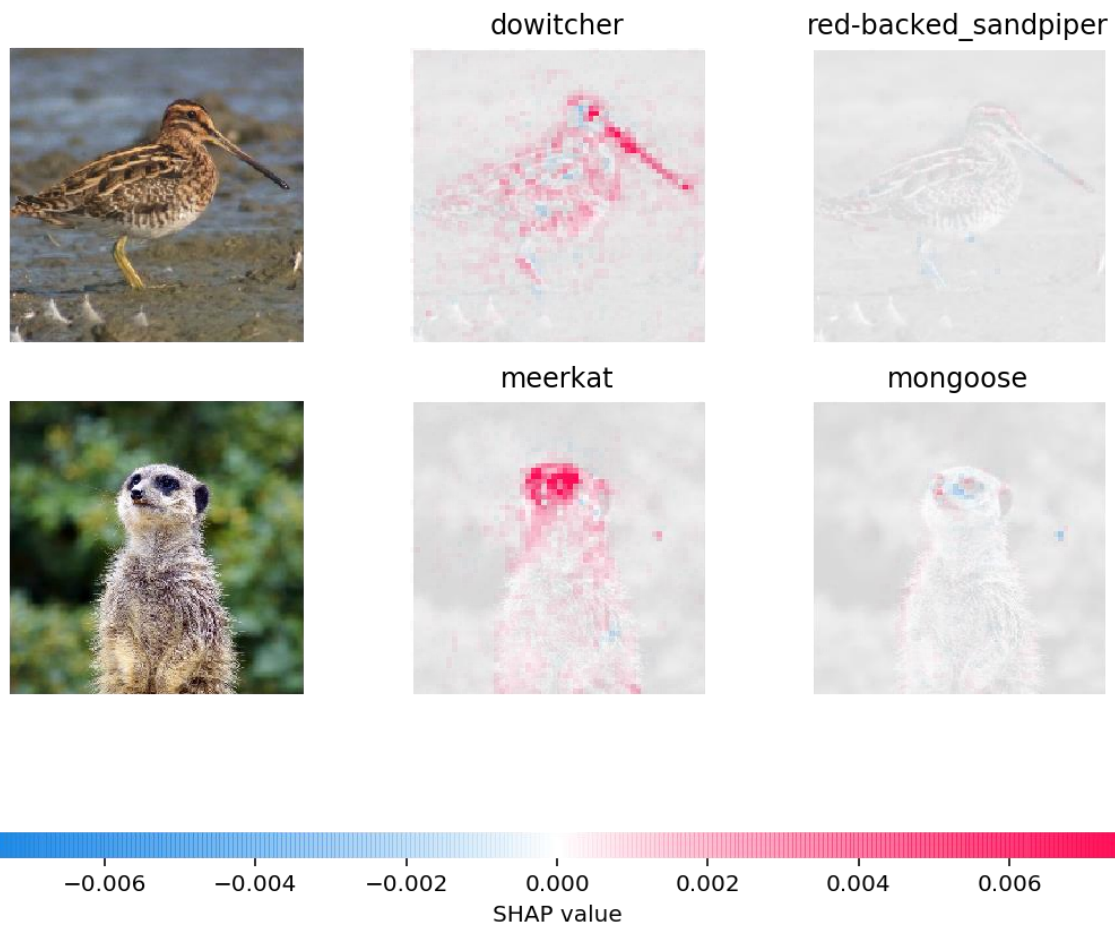 dowitcher
red-backed_sandpiper
meerkat
mongoose
−0.006 −0.004 −0.002 0.000 0.002 0.004 0.006
SHAP value